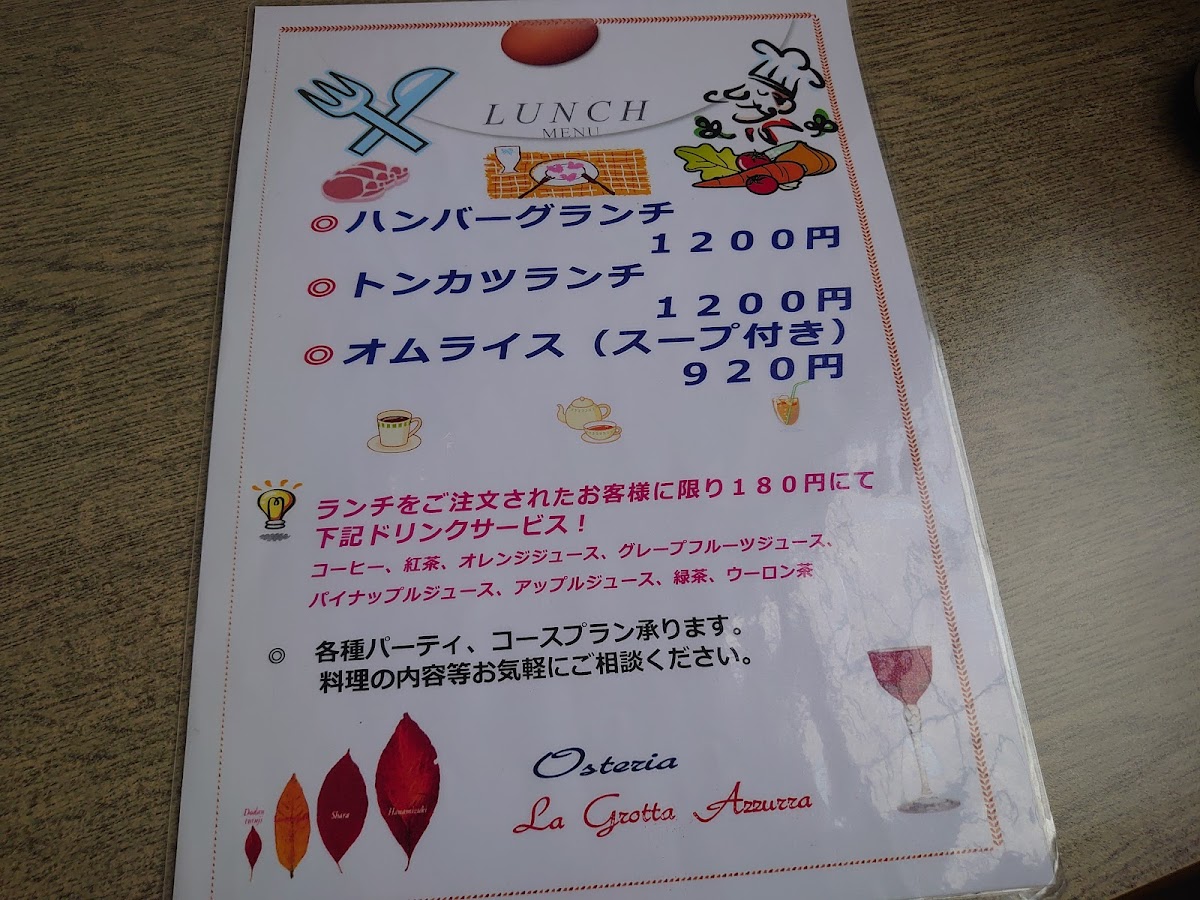 LUNCH
MENU
◎ハンバーグランチ
1200円
◎トンカツランチ
1200円
◎オムライス（スープ付き）
920円
ランチをご注文されたお客様に限り180円にて
下記ドリンクサービス！
コーヒー、紅茶、オレンジジュース、グレープフルーツジュース、
パイナップルジュース、アップルジュース、緑茶、ウーロン茶
◎ 各種パーティ、コースプラン承ります。
料理の内容等お気軽にご相談ください。
Shara
Hanamizuki
Osteria
La Grotta Azzurra